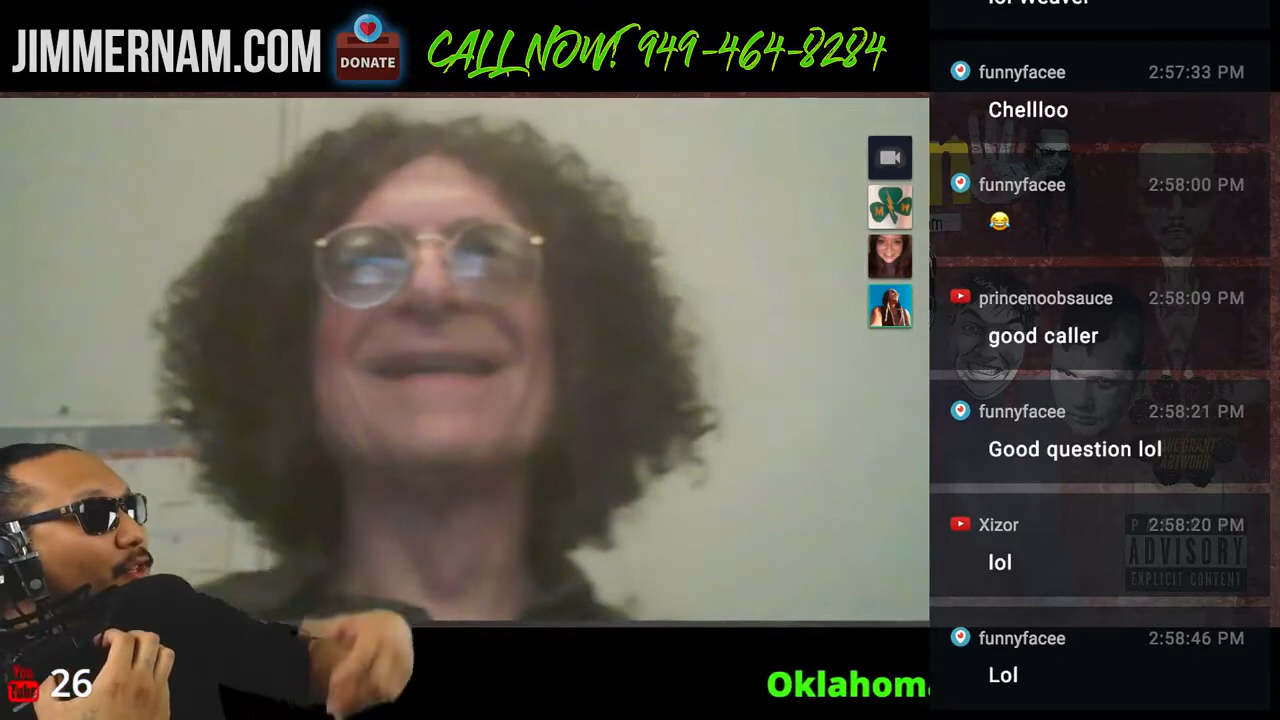 JIMMERNAM.COM
DONATE
CALL NOW! 949-464-8284
funnyfacee 2:57:33 PM
Chellloo
funnyfacee 2:58:00 PM
😂
princenoobsauce 2:58:09 PM
good caller
funnyfacee 2:58:21 PM
Good question lol
Xizor 2:58:20 PM
lol
ADVISORY
EXPLICIT CONTENT
funnyfacee 2:58:46 PM
Lol
You
Tube
26